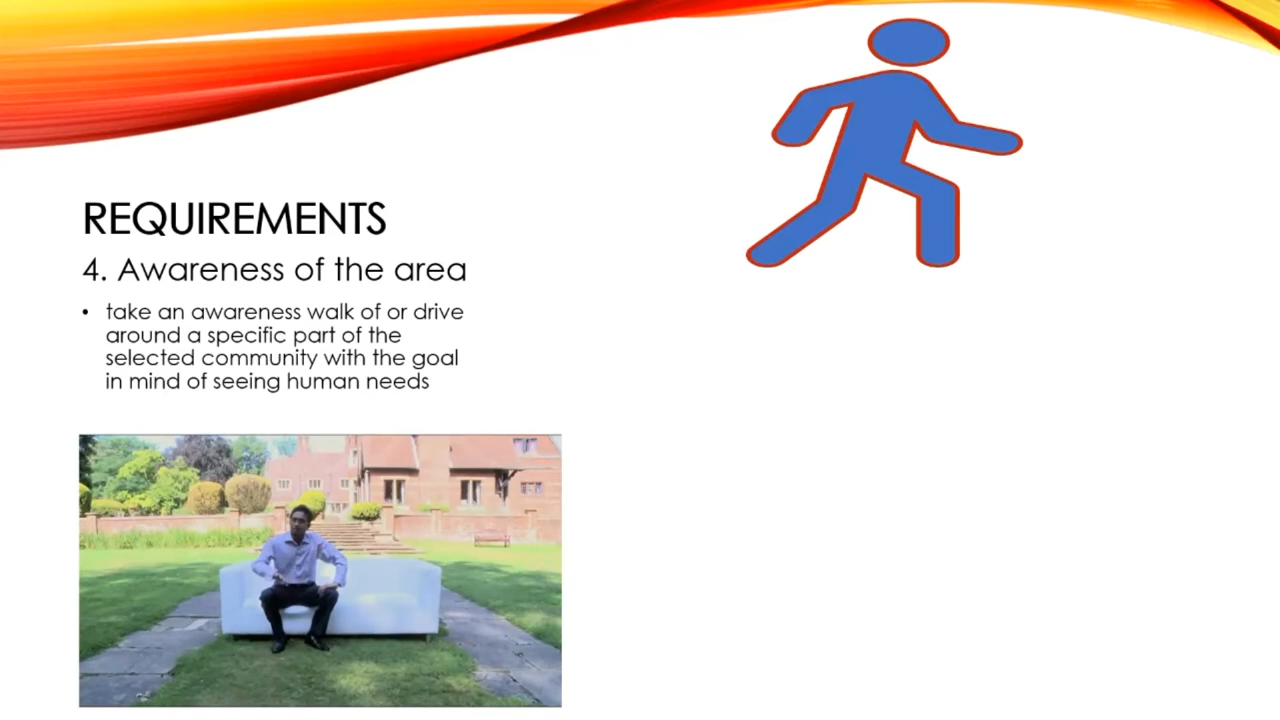 REQUIREMENTS
4. Awareness of the area
• take an awareness walk of or drive
around a specific part of the
selected community with the goal
in mind of seeing human needs